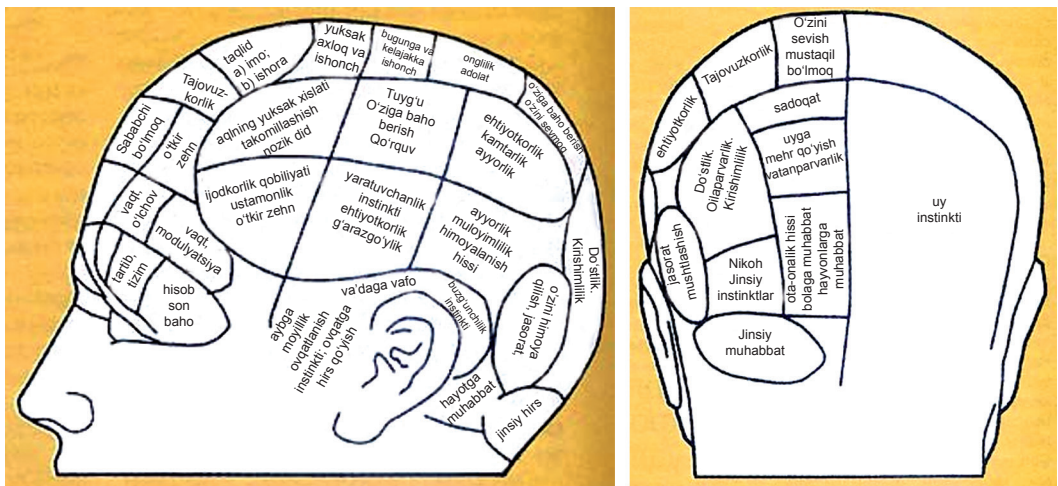 Sababchi
bo'lmoq
Tajovuz-
korlik
taqlid
a) imo;
b) ishora
yuksak
axloq va
ishonch
bugunga va
kelajakka
ishonch
onglilik
adolat
o'ziga baho berish
o'zini sevmoq
o'tkir
zehn
aqlning yuksak xislati
takomillashish
nozik did
Tuyg'u
O'ziga baho
berish
Qo'rquv
ehtiyotkorlik
kamtarlik
ayyorlik
ijodkorlik qobiliyati
ustamonlik
o'tkir zehn
yaratuvchanlik
instinkti
ehtiyotkorlik
g'arazgo'ylik
ayyorlik
muloyimlilik
himoyalanish
hissi
Do'stlik.
Kirishimlilik
vaqt,
o'lchov
vaqt,
modulyatsiya
tartib,
tizim
hisob
son
baho
va'daga vafo
buzg'unchilik
instinkti
o'zini himoya
qilish, jasorat,
aybga
moyillik
ovqatlanish
instinkti; ovqatga
hirs qo'yish
hayotga
muhabbat
jinsiy hirs
O'zini
sevish
mustaqil
bo'lmoq
Tajovuzkorlik
ehtiyotkorlik
sadoqat
Do'stlik.
Oilaparvarlik.
Kirishimlilik
uyga
mehr qo'yish
vatanparvarlik
uy
instinkti
jasorat
mushtlashish
Nikoh
Jinsiy
instinktlar
ota-onalik hissi
bolaga muhabbat
hayvonlarga
muhabbat
Jinsiy
muhabbat